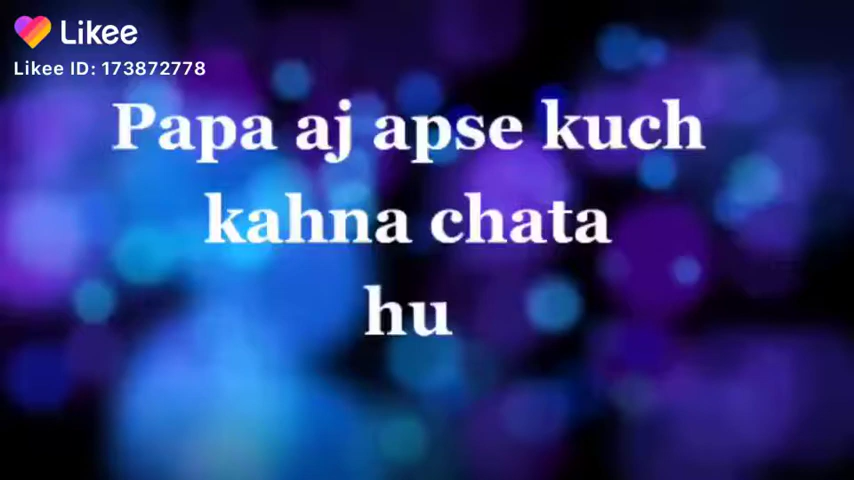 Likee
Likee ID: 173872778
Papa aj apse kuch
kahna chata
hu